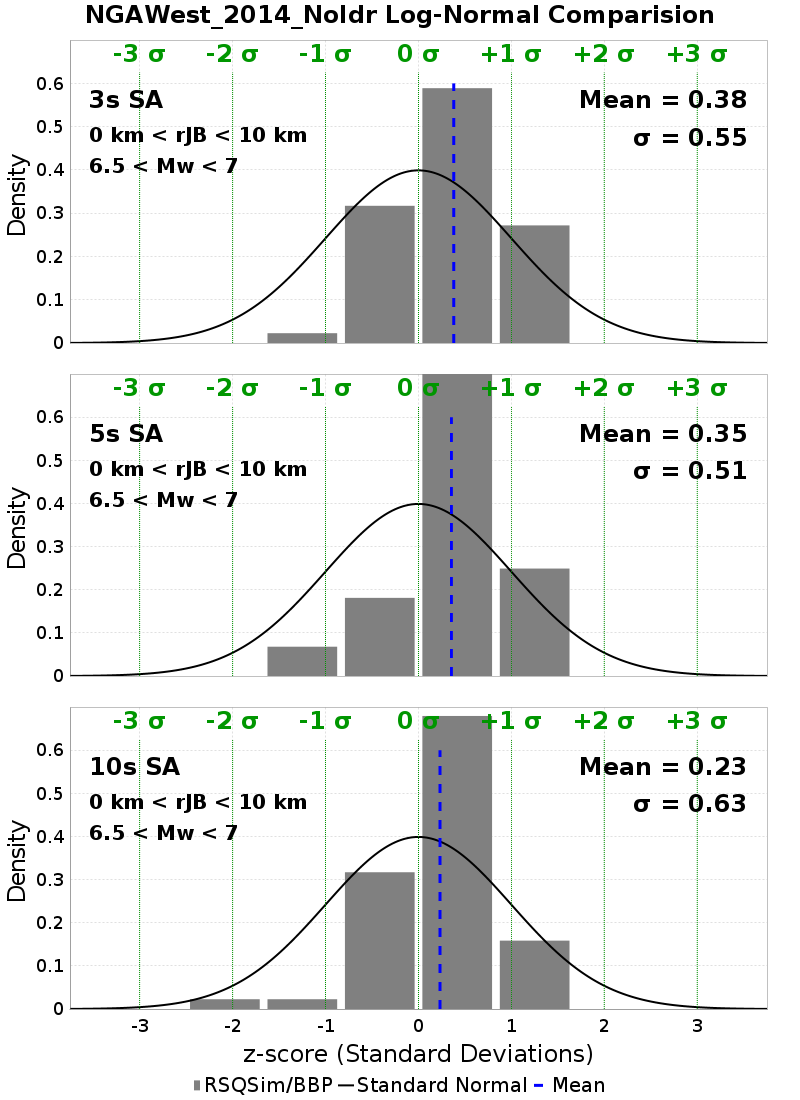 NGAWest_2014_NoIdr Log-Normal Comparision
-3 σ -2 σ -1 σ 0 σ +1 σ +2 σ +3 σ
3s SA
0 km < rJB < 10 km
6.5 < Mw < 7
Mean = 0.38
σ = 0.55
Density
0.6
0.5
0.4
0.3
0.2
0.1
0
-3 σ -2 σ -1 σ 0 σ +1 σ +2 σ +3 σ
5s SA
0 km < rJB < 10 km
6.5 < Mw < 7
Mean = 0.35
σ = 0.51
Density
0.6
0.5
0.4
0.3
0.2
0.1
0
-3 σ -2 σ -1 σ 0 σ +1 σ +2 σ +3 σ
10s SA
0 km < rJB < 10 km
6.5 < Mw < 7
Mean = 0.23
σ = 0.63
Density
0.6
0.5
0.4
0.3
0.2
0.1
0
-3 -2 -1 0 1 2 3
z-score (Standard Deviations)
RSQSim/BBP Standard Normal Mean